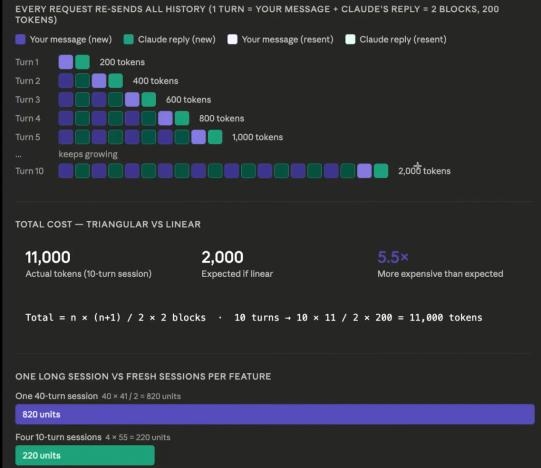 EVERY REQUEST RE-SENDS ALL HISTORY (1 TURN = YOUR MESSAGE + CLAUDE'S REPLY = 2 BLOCKS, 200
TOKENS)
Your message (new) Claude reply (new) Your message (resent) Claude reply (resent)
Turn 1 200 tokens
Turn 2 400 tokens
Turn 3 600 tokens
Turn 4 800 tokens
Turn 5 1,000 tokens
... keeps growing
Turn 10 2,000 tokens
TOTAL COST — TRIANGULAR VS LINEAR
11,000 2,000 5.5×
Actual tokens (10-turn session) Expected if linear More expensive than expected
Total = n × (n+1) / 2 × 2 blocks · 10 turns → 10 × 11 / 2 × 200 = 11,000 tokens
ONE LONG SESSION VS FRESH SESSIONS PER FEATURE
One 40-turn session 40 × 41 / 2 = 820 units
820 units
Four 10-turn sessions 4 × 55 = 220 units
220 units